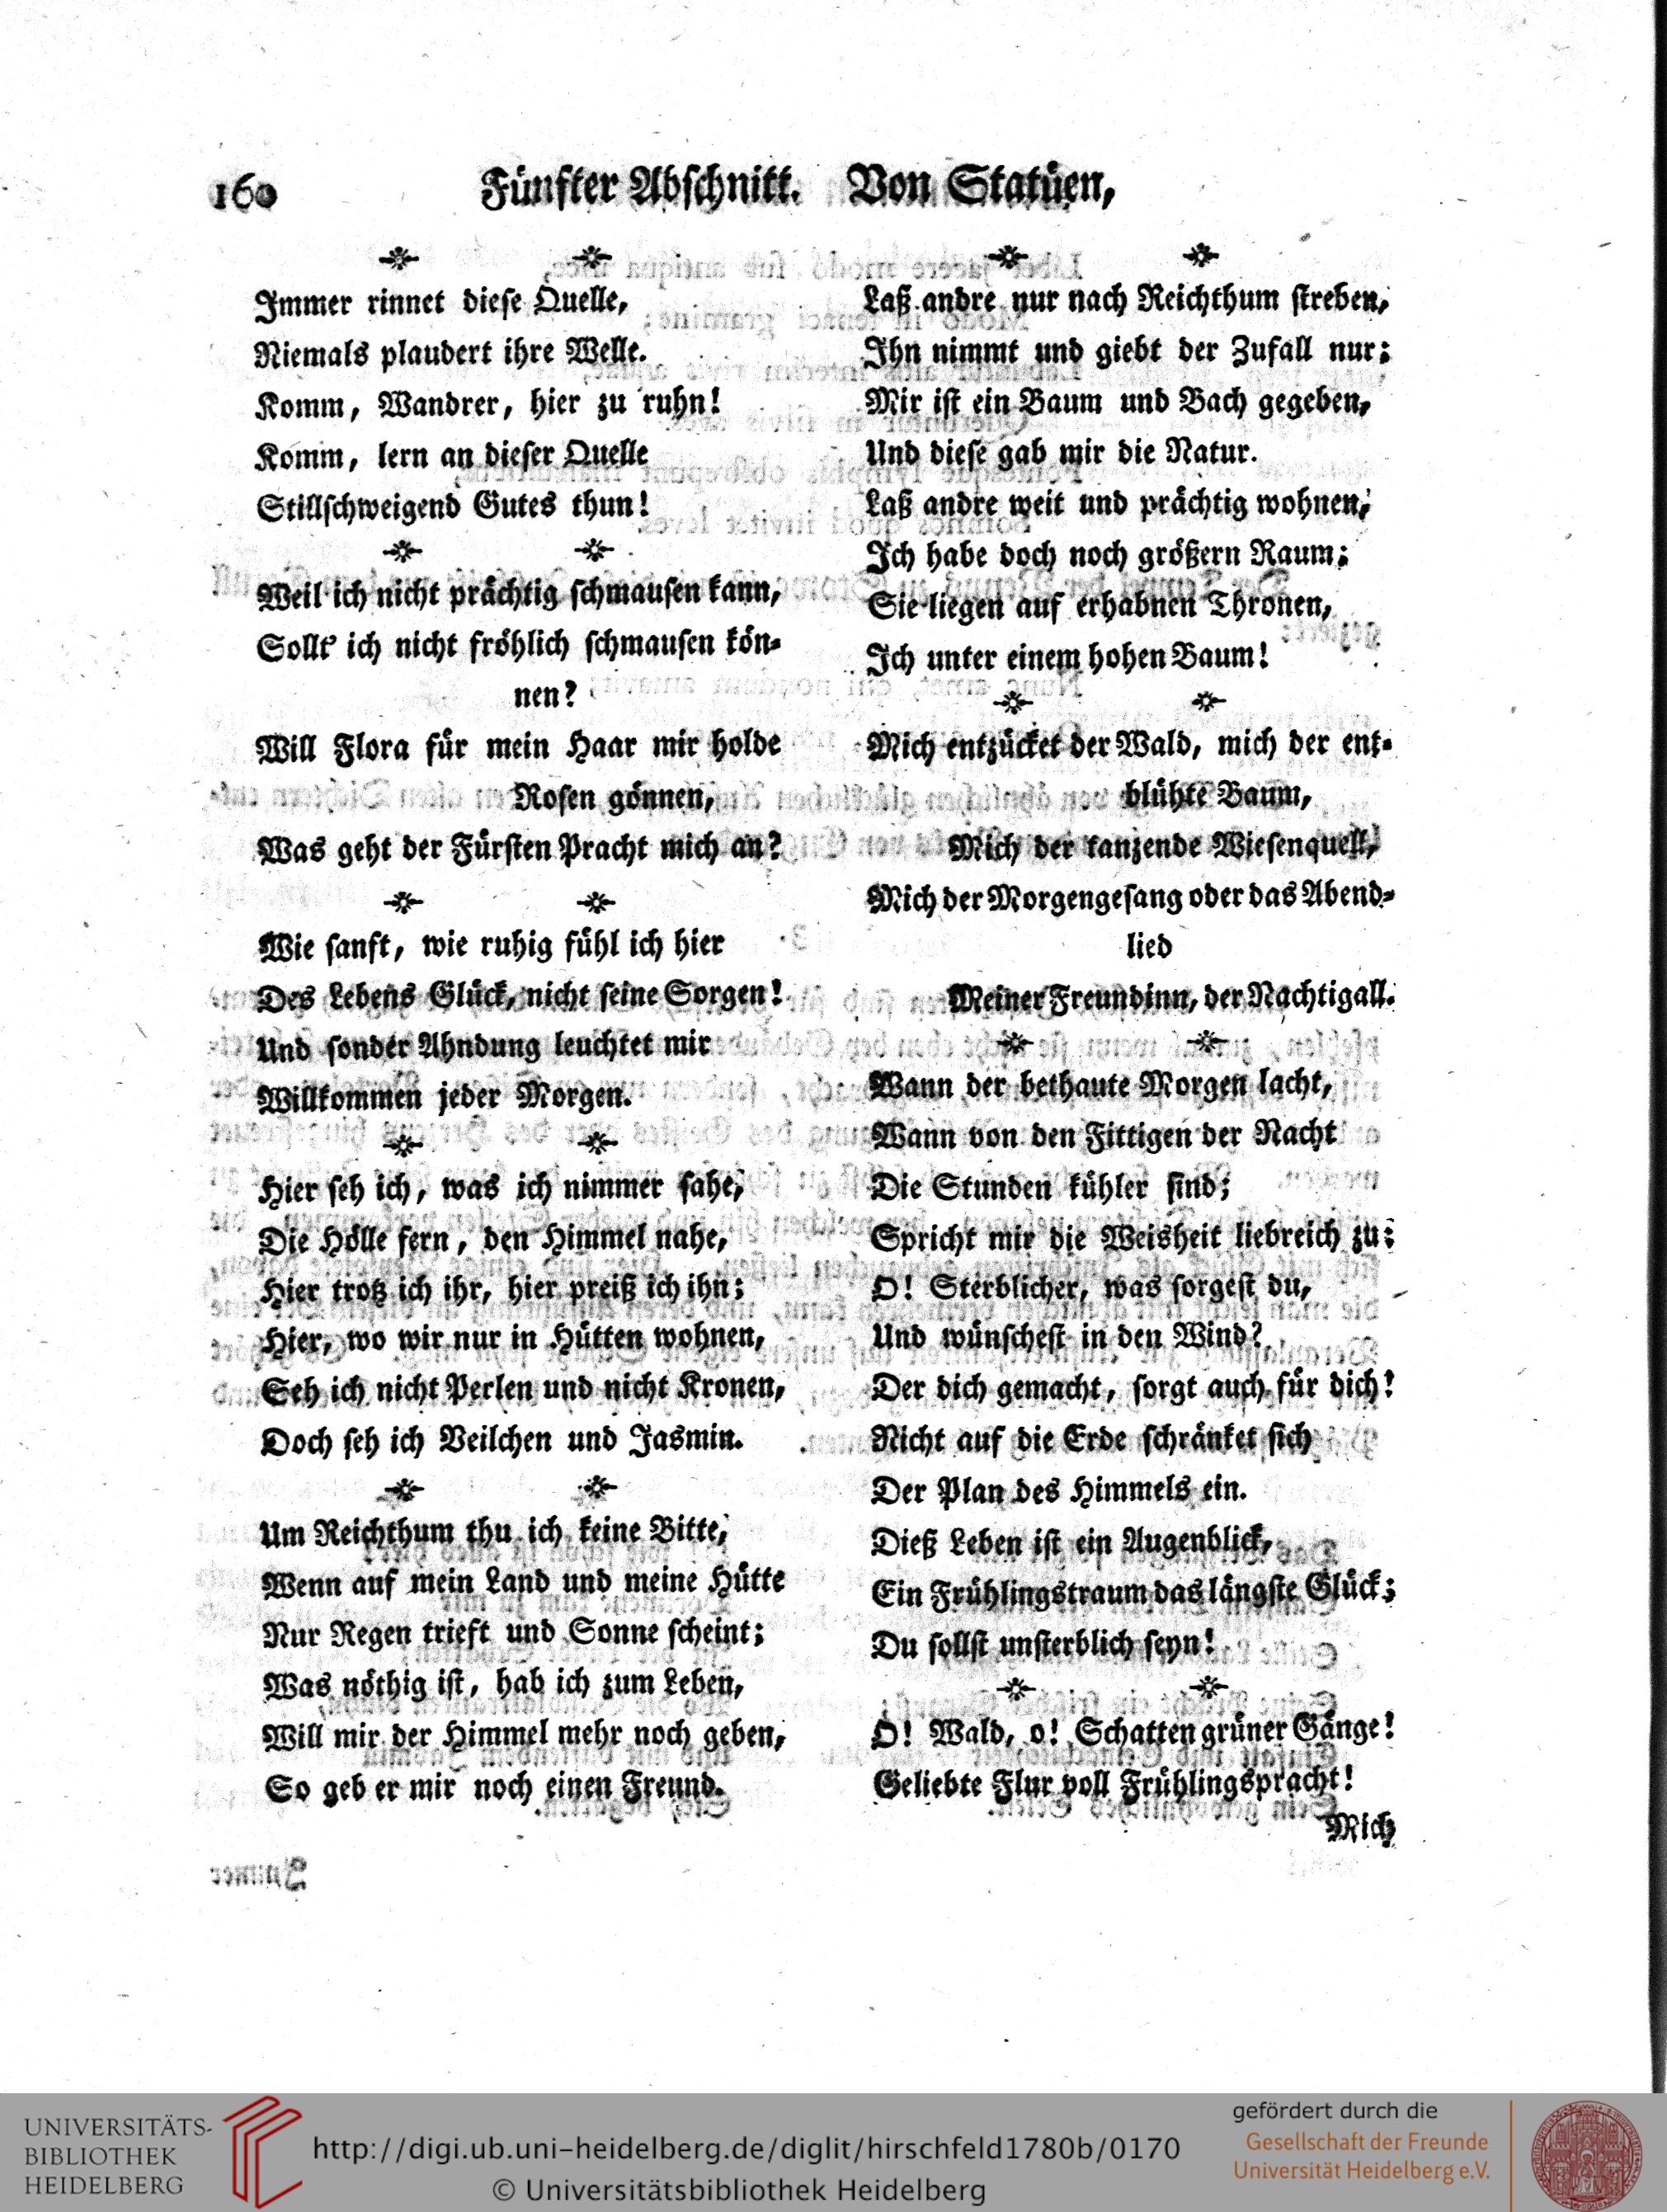 160 Fünfter Abschnitt. Von Statüen,
Immer rinnet diese Quelle,
Niemals plaudert ihre Welle.
Komm, Wandrer, hier zu ruhn!
Komm, lern an dieser Quelle
Stillschweigend Gutes thun!
Weil ich nicht prächtig schmausen kann,
Sollt' ich nicht fröhlich schmausen kön-
nen?
Will Flora für mein Haar mir holde
Rosen gönnen,
Was geht der Fürsten Pracht mich an?
Wie sanft, wie ruhig fühl ich hier
Des Lebens Glück, nicht seine Sorgen!
Und sonder Ahndung leuchtet mir
Willkommen jeder Morgen.
Hier seh ich, was ich nimmer sahe,
Die Hölle fern, den Himmel nahe,
Hier trotz ich ihr, hier preiß ich ihn;
Hier, wo wir nur in Hütten wohnen,
Seh ich nicht Perlen und nicht Kronen,
Doch seh ich Veilchen und Jasmin.
Um Reichthum thu ich keine Bitte,
Wenn auf mein Land und meine Hütte
Nur Regen trieft und Sonne scheint;
Was nöthig ist, hab ich zum Leben,
Will mir der Himmel mehr noch geben,
So geb er mir noch einen Freund.
Laß andre nur nach Reichthum streben,
Ihn nimmt und giebt der Zufall nur;
Mir ist ein Baum und Bach gegeben,
Und diese gab mir die Natur.
Laß andre weit und prächtig wohnen,
Ich habe doch noch größern Raum;
Sie liegen auf erhabnen Thronen,
Ich unter einem hohen Baum!
Mich entzücket der Wald, mich der ent-
blühte Baum,
Mich der tanzende Wiesenquell,
Mich der Morgengesang oder das Abend-
lied
Meiner Freundinn, der Nachtigall.
Wann der bethaute Morgen lacht,
Wann von den Fittigen der Nacht
Die Stunden kühler sind;
Spricht mir die Weisheit liebreich zu:
O! Sterblicher, was sorgest du,
Und wünschest in den Wind?
Der dich gemacht, sorgt auch für dich!
Nicht auf die Erde schränket sich
Der Plan des Himmels ein.
Dieß Leben ist ein Augenblick,
Ein Frühlingstraum das längste Glück;
Du sollst unsterblich seyn!
O! Wald, o! Schatten grüner Gänge!
Geliebte Flur voll Frühlingspracht!
Mich
UNIVERSITÄTS-
BIBLIOTHEK
HEIDELBERG
http://digi.ub.uni-heidelberg.de/diglit/hirschfeld1780b/0170
© Universitätsbibliothek Heidelberg
gefördert durch die
Gesellschaft der Freunde
Universität Heidelberg e.V.